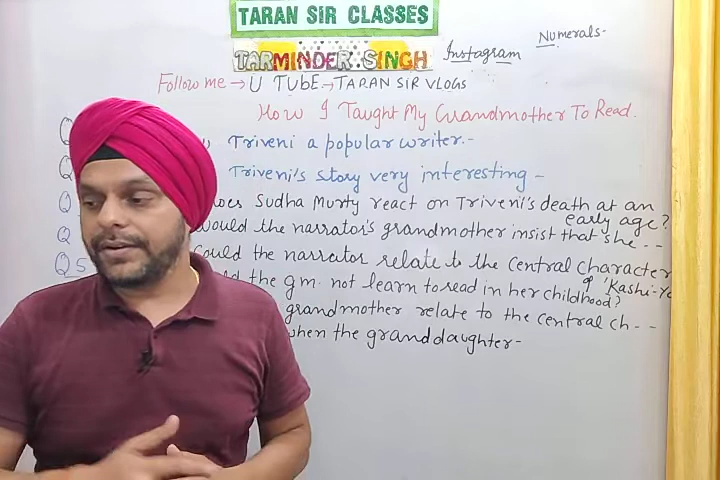 TARAN SIR CLASSES
TARMINDER SINGH Instagram
Numerals-
Follow me → U TUbE → TARAN SIR VLOGS
How I Taught My Grandmother To Read.
Triveni a popular writer.-
Triveni's story very interesting -
Sudha Murty react on Triveni's death at an early age?
Q would the narrator's grandmother insist that she - -
Q5 Could the narrator relate to the central character of 'Kashi-Ya
the gm. not learn to read in her childhood?
grandmother relate to the central ch- - -
when the granddaughter-